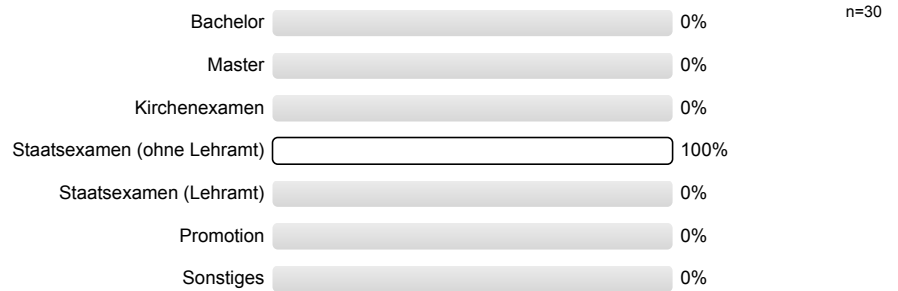 Bachelor 0% n=30
Master 0%
Kirchenexamen 0%
Staatsexamen (ohne Lehramt) 100%
Staatsexamen (Lehramt) 0%
Promotion 0%
Sonstiges 0%